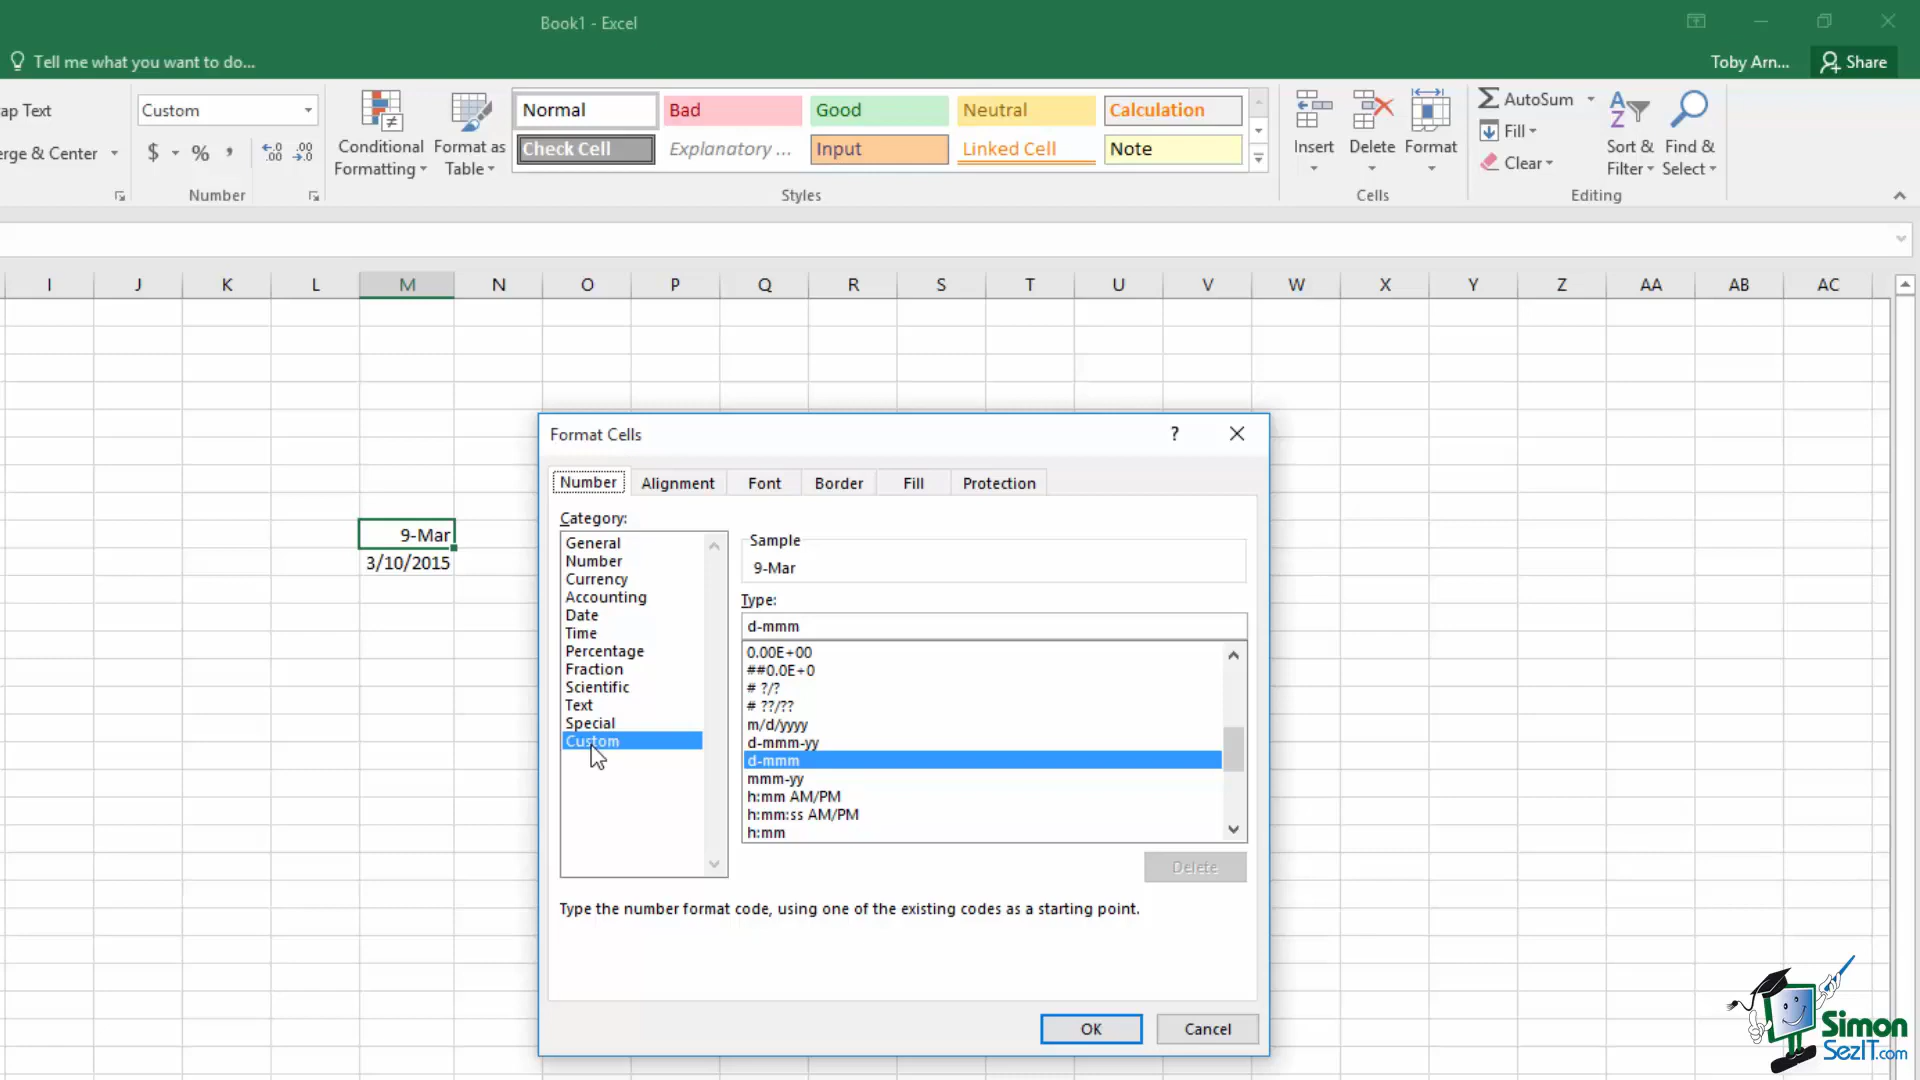 Book1 - Excel
Tell me what you want to do...
Toby Arn...
Share
ap Text
Custom
erge & Center
$
%
,
Number
Conditional
Formatting
Format as
Table
Normal
Bad
Good
Neutral
Calculation
Check Cell
Explanatory ...
Input
Linked Cell
Note
Styles
Insert
Delete
Format
Cells
AutoSum
Fill
Clear
Sort &
Filter
Find &
Select
Editing
I J K L M N O P Q R S T U V W X Y Z AA AB AC
9-Mar
3/10/2015
Format Cells
?
Number
Alignment
Font
Border
Fill
Protection
Category:
General
Number
Currency
Accounting
Date
Time
Percentage
Fraction
Scientific
Text
Special
Custom
Sample
9-Mar
Type:
d-mmm
0.00E+00
##0.0E+0
# ?/?
# ??/??
m/d/yyyy
d-mmm-yy
d-mmm
mmm-yy
h:mm AM/PM
h:mm:ss AM/PM
h:mm
Delete
Type the number format code, using one of the existing codes as a starting point.
OK
Cancel
Simon
SezIT.com